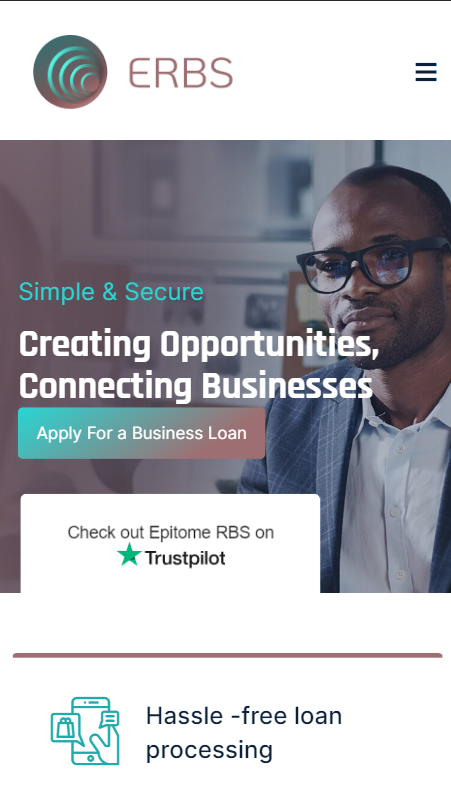 ERBS
Simple & Secure
Creating Opportunities,
Connecting Businesses
Apply For a Business Loan
Check out Epitome RBS on
Trustpilot
Hassle -free loan
processing